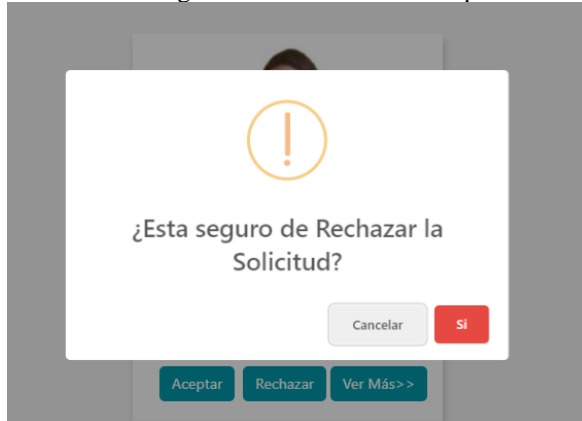 ¿Esta seguro de Rechazar la
Solicitud?
Cancelar Si
Aceptar Rechazar Ver Más>>